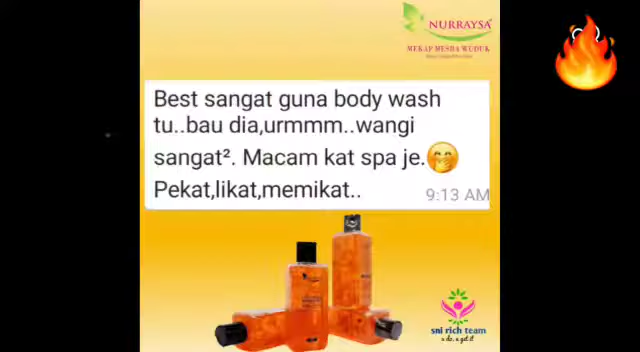 NURRAYSA
MEKAP MESRA WUDUK
Best sangat guna body wash
tu..bau dia,urmmm..wangi
sangat². Macam kat spa je.🤭
Pekat,likat,memikat..
9:13 AM
sni rich team